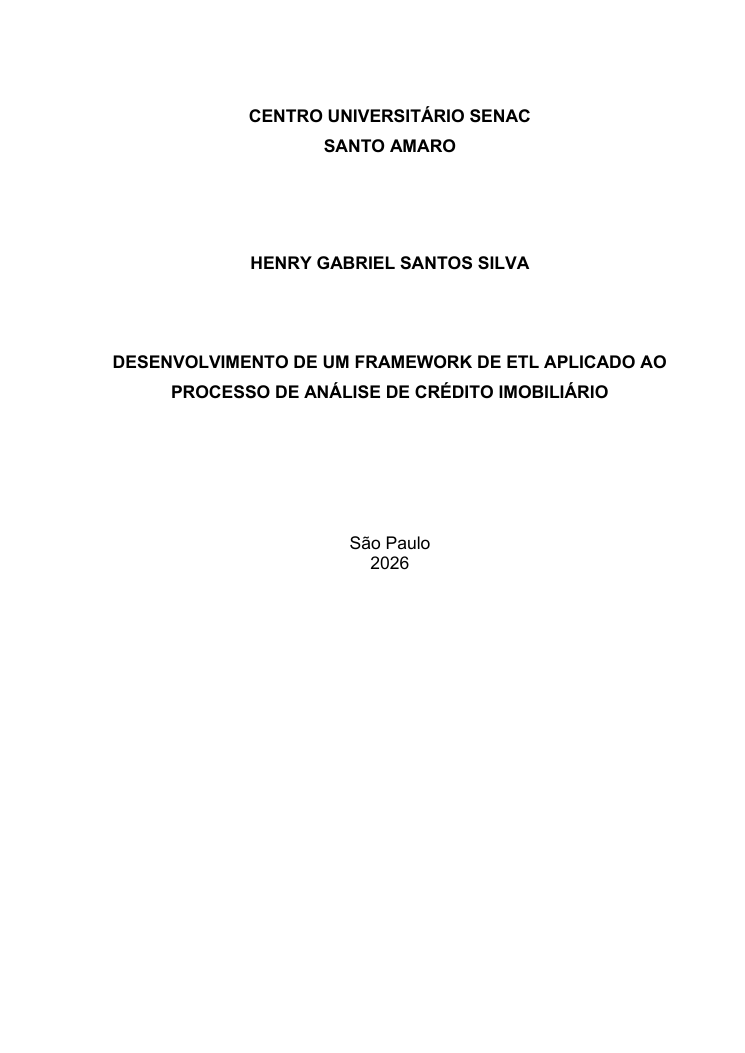 CENTRO UNIVERSITÁRIO SENAC
SANTO AMARO
HENRY GABRIEL SANTOS SILVA
DESENVOLVIMENTO DE UM FRAMEWORK DE ETL APLICADO AO
PROCESSO DE ANÁLISE DE CRÉDITO IMOBILIÁRIO
São Paulo
2026